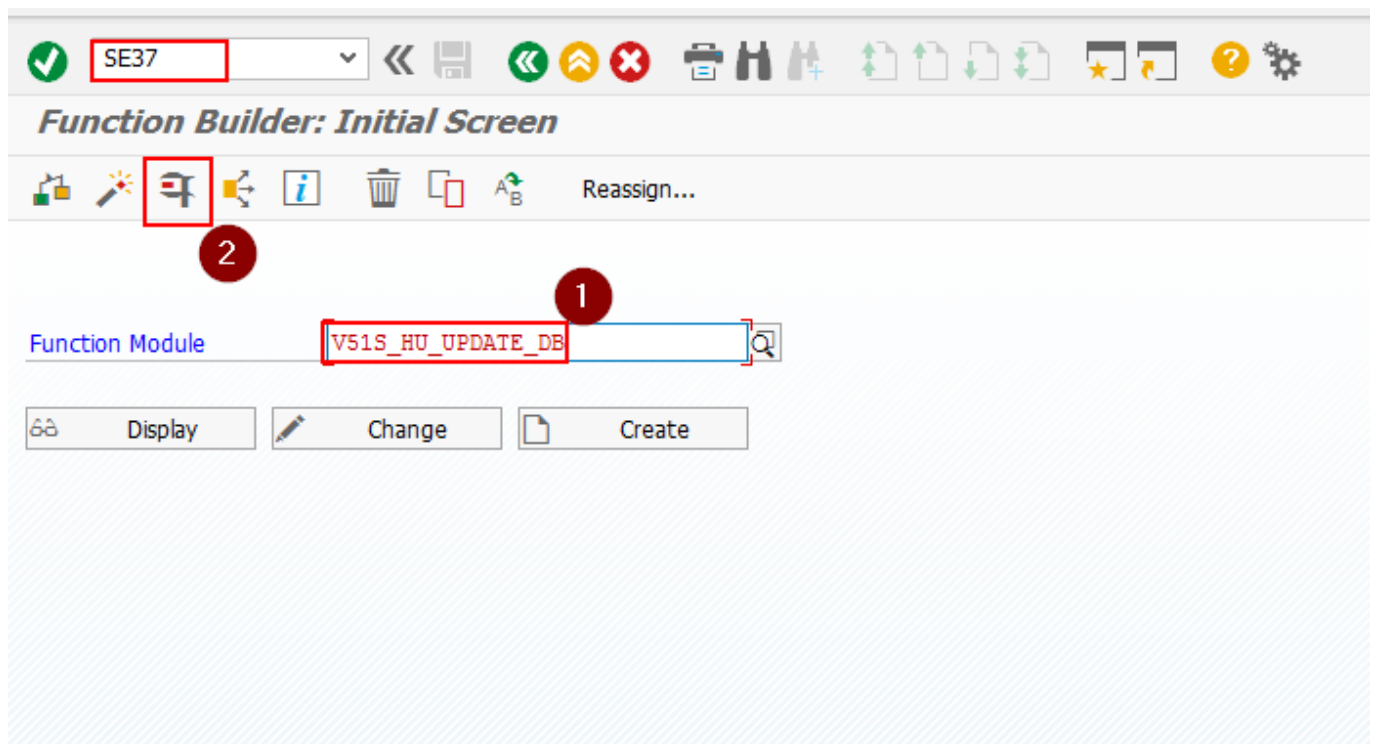 SE37
Function Builder: Initial Screen
Reassign...
2
1
Function Module V51S_HU_UPDATE_DB
Display Change Create